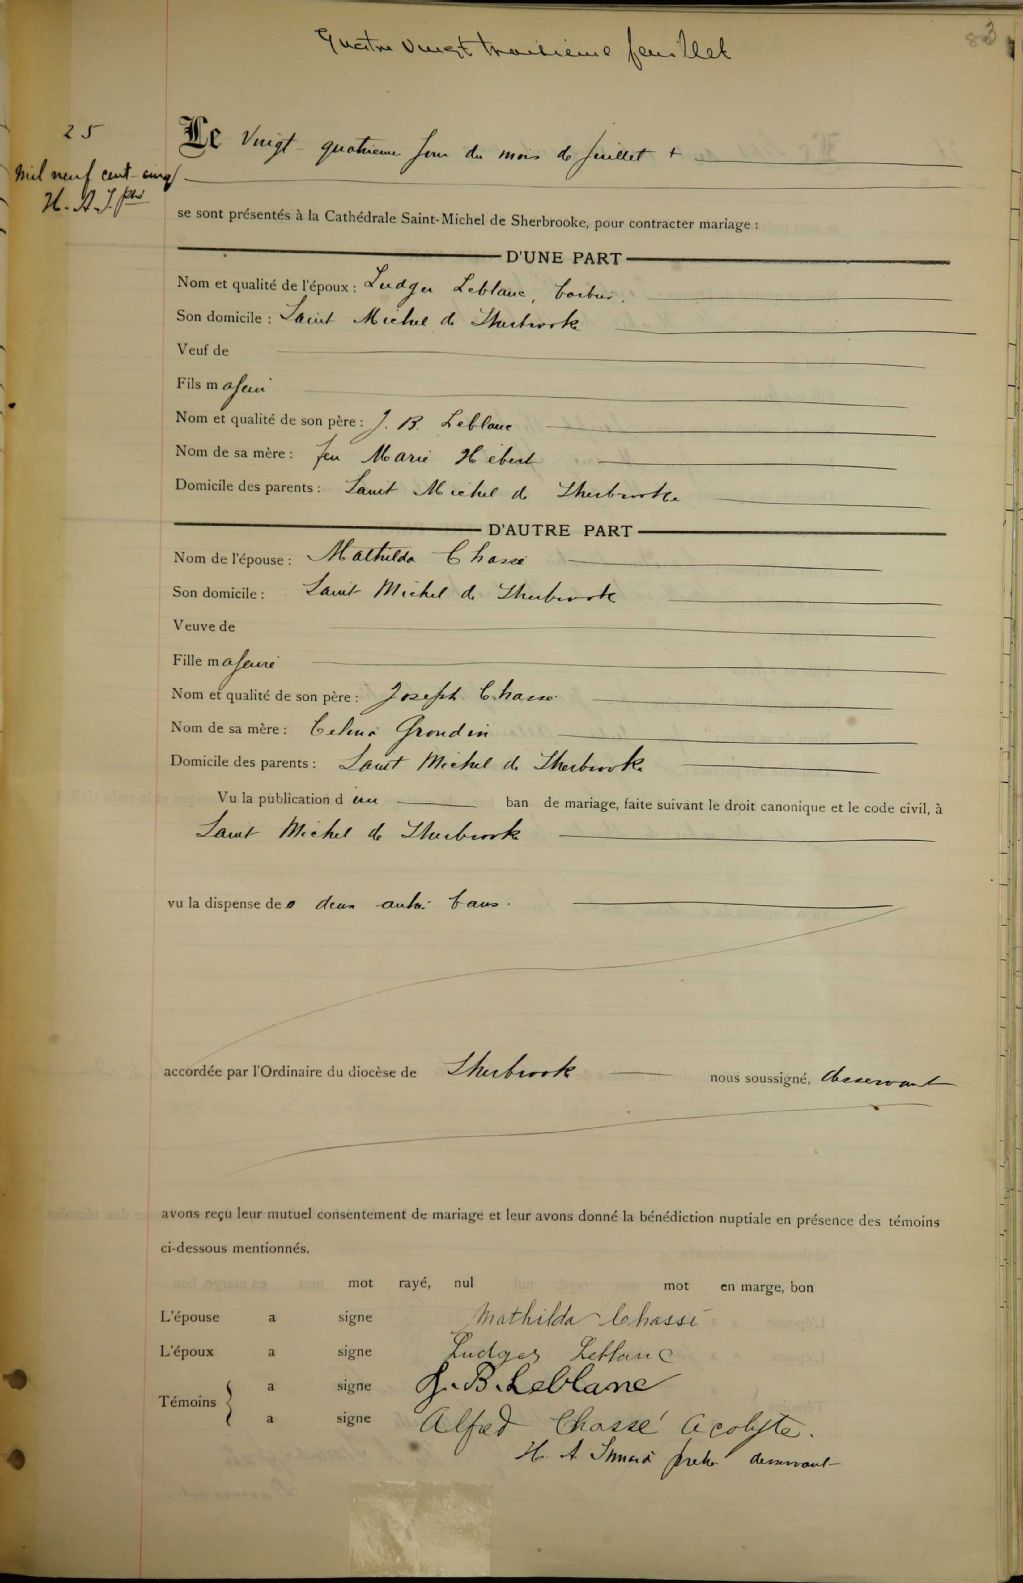 Quatre vingt troisième feuillet
83
25
Le Vingt-quatrieme jour du mois de Juillet +
mil neuf cent-cinq
H. A. S. ptre
se sont présentés à la Cathédrale Saint-Michel de Sherbrooke, pour contracter mariage :
D'UNE PART
Nom et qualité de l'époux : Ludger Leblanc, barbier.
Son domicile : Saint Michel de Sherbrooke
Veuf de
Fils majeur
Nom et qualité de son père : J. B. Leblanc
Nom de sa mère : feu Marie Hébert
Domicile des parents : Saint Michel de Sherbrooke
D'AUTRE PART
Nom de l'épouse : Mathilda Chassé
Son domicile : Saint Michel de Sherbrooke
Veuve de
Fille majeure
Nom et qualité de son père : Joseph Chassé
Nom de sa mère : Celina Grondin
Domicile des parents : Saint Michel de Sherbrooke
Vu la publication d'un ban de mariage, faite suivant le droit canonique et le code civil, à
Saint Michel de Sherbrooke
vu la dispense de deux autres bans.
accordée par l'Ordinaire du diocèse de Sherbrooke nous soussigné, desservant
avons reçu leur mutuel consentement de mariage et leur avons donné la bénédiction nuptiale en présence des témoins
ci-dessous mentionnés.
mot rayé, nul mot en marge, bon
L'épouse a signe Mathilda Chassé
L'époux a signe Ludger Leblanc
Témoins { a signe J. B. Leblanc
a signe Alfred Chassé Acolyte.
H. A. Simard prêtre desservant